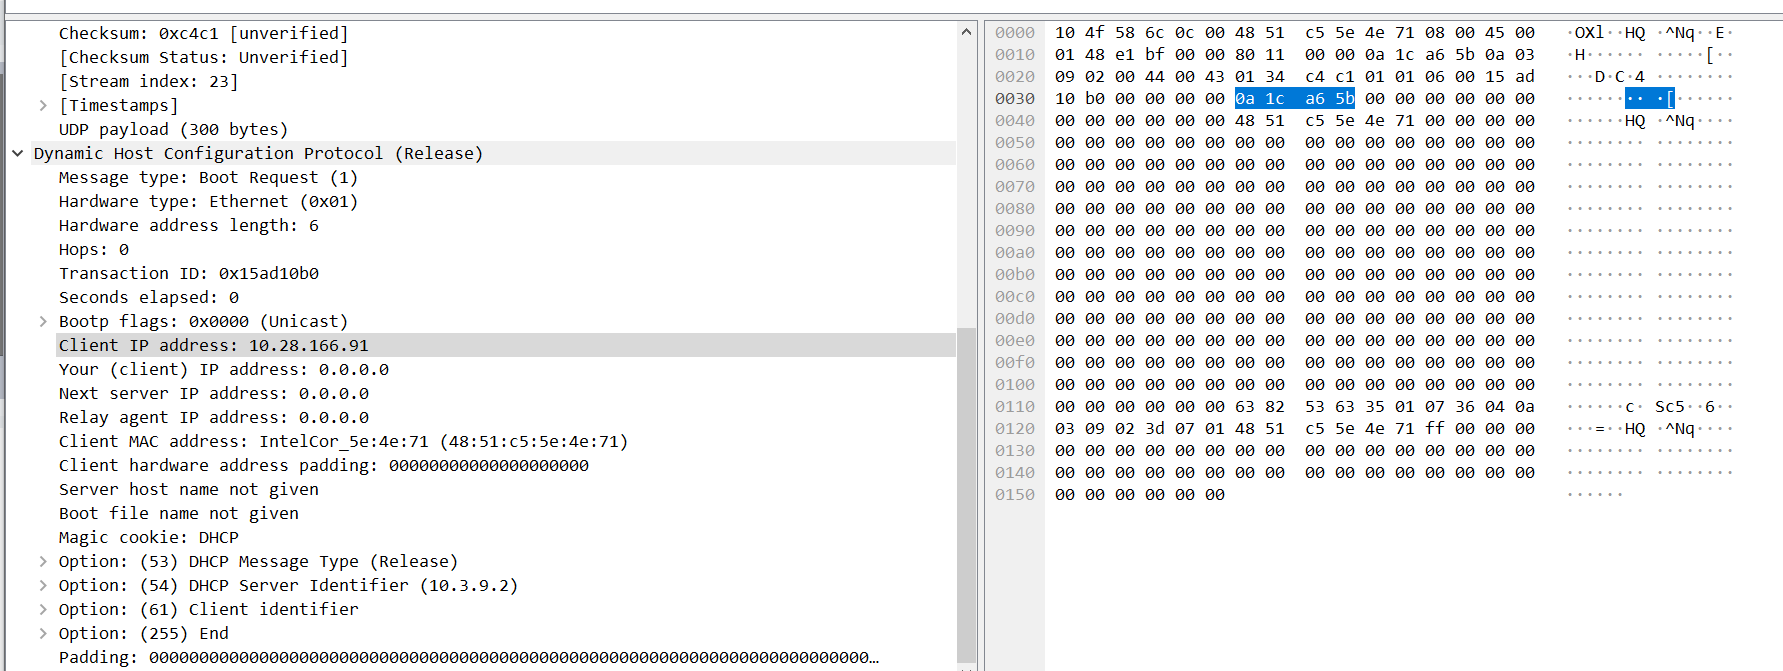 Checksum: 0xc4c1 [unverified]
[Checksum Status: Unverified]
[Stream index: 23]
[Timestamps]
UDP payload (300 bytes)
Dynamic Host Configuration Protocol (Release)
Message type: Boot Request (1)
Hardware type: Ethernet (0x01)
Hardware address length: 6
Hops: 0
Transaction ID: 0x15ad10b0
Seconds elapsed: 0
Bootp flags: 0x0000 (Unicast)
Client IP address: 10.28.166.91
Your (client) IP address: 0.0.0.0
Next server IP address: 0.0.0.0
Relay agent IP address: 0.0.0.0
Client MAC address: IntelCor_5e:4e:71 (48:51:c5:5e:4e:71)
Client hardware address padding: 00000000000000000000
Server host name not given
Boot file name not given
Magic cookie: DHCP
Option: (53) DHCP Message Type (Release)
Option: (54) DHCP Server Identifier (10.3.9.2)
Option: (61) Client identifier
Option: (255) End
Padding: 000000000000000000000000000000000000000000000000000000000000000000000000…
0000 10 4f 58 6c 0c 00 48 51 c5 5e 4e 71 08 00 45 00 ·OXl··HQ ·^Nq··E·
0010 01 48 e1 bf 00 00 80 11 00 00 0a 1c a6 5b 0a 03 ·H······ ·····[··
0020 09 02 00 44 00 43 01 34 c4 c1 01 01 06 00 15 ad ···D·C·4 ········
0030 10 b0 00 00 00 00 0a 1c a6 5b 00 00 00 00 00 00 ········ ·[······
0040 00 00 00 00 00 00 48 51 c5 5e 4e 71 00 00 00 00 ······HQ ·^Nq····
0050 00 00 00 00 00 00 00 00 00 00 00 00 00 00 00 00 ········ ········
0060 00 00 00 00 00 00 00 00 00 00 00 00 00 00 00 00 ········ ········
0070 00 00 00 00 00 00 00 00 00 00 00 00 00 00 00 00 ········ ········
0080 00 00 00 00 00 00 00 00 00 00 00 00 00 00 00 00 ········ ········
0090 00 00 00 00 00 00 00 00 00 00 00 00 00 00 00 00 ········ ········
00a0 00 00 00 00 00 00 00 00 00 00 00 00 00 00 00 00 ········ ········
00b0 00 00 00 00 00 00 00 00 00 00 00 00 00 00 00 00 ········ ········
00c0 00 00 00 00 00 00 00 00 00 00 00 00 00 00 00 00 ········ ········
00d0 00 00 00 00 00 00 00 00 00 00 00 00 00 00 00 00 ········ ········
00e0 00 00 00 00 00 00 00 00 00 00 00 00 00 00 00 00 ········ ········
00f0 00 00 00 00 00 00 00 00 00 00 00 00 00 00 00 00 ········ ········
0100 00 00 00 00 00 00 00 00 00 00 00 00 00 00 00 00 ········ ········
0110 00 00 00 00 00 00 63 82 53 63 35 01 07 36 04 0a ······c· Sc5··6··
0120 03 09 02 3d 07 01 48 51 c5 5e 4e 71 ff 00 00 00 ···=··HQ ·^Nq····
0130 00 00 00 00 00 00 00 00 00 00 00 00 00 00 00 00 ········ ········
0140 00 00 00 00 00 00 00 00 00 00 00 00 00 00 00 00 ········ ········
0150 00 00 00 00 00 00 ······